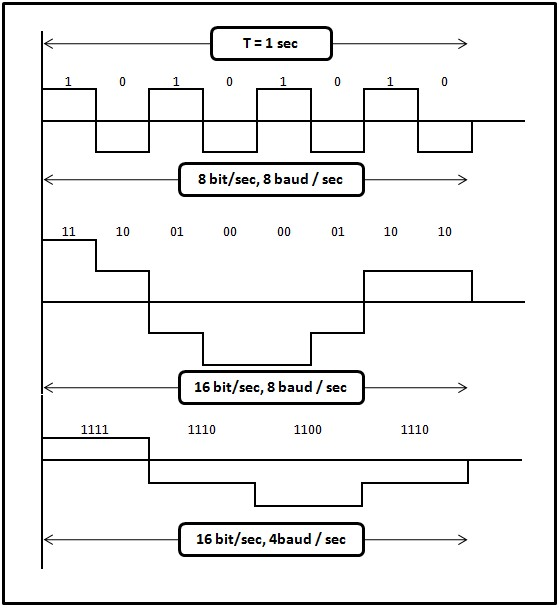 T = 1 sec
1 0 1 0 1 0 1 0
8 bit/sec, 8 baud / sec
11 10 01 00 00 01 10 10
16 bit/sec, 8 baud / sec
1111 1110 1100 1110
16 bit/sec, 4baud / sec